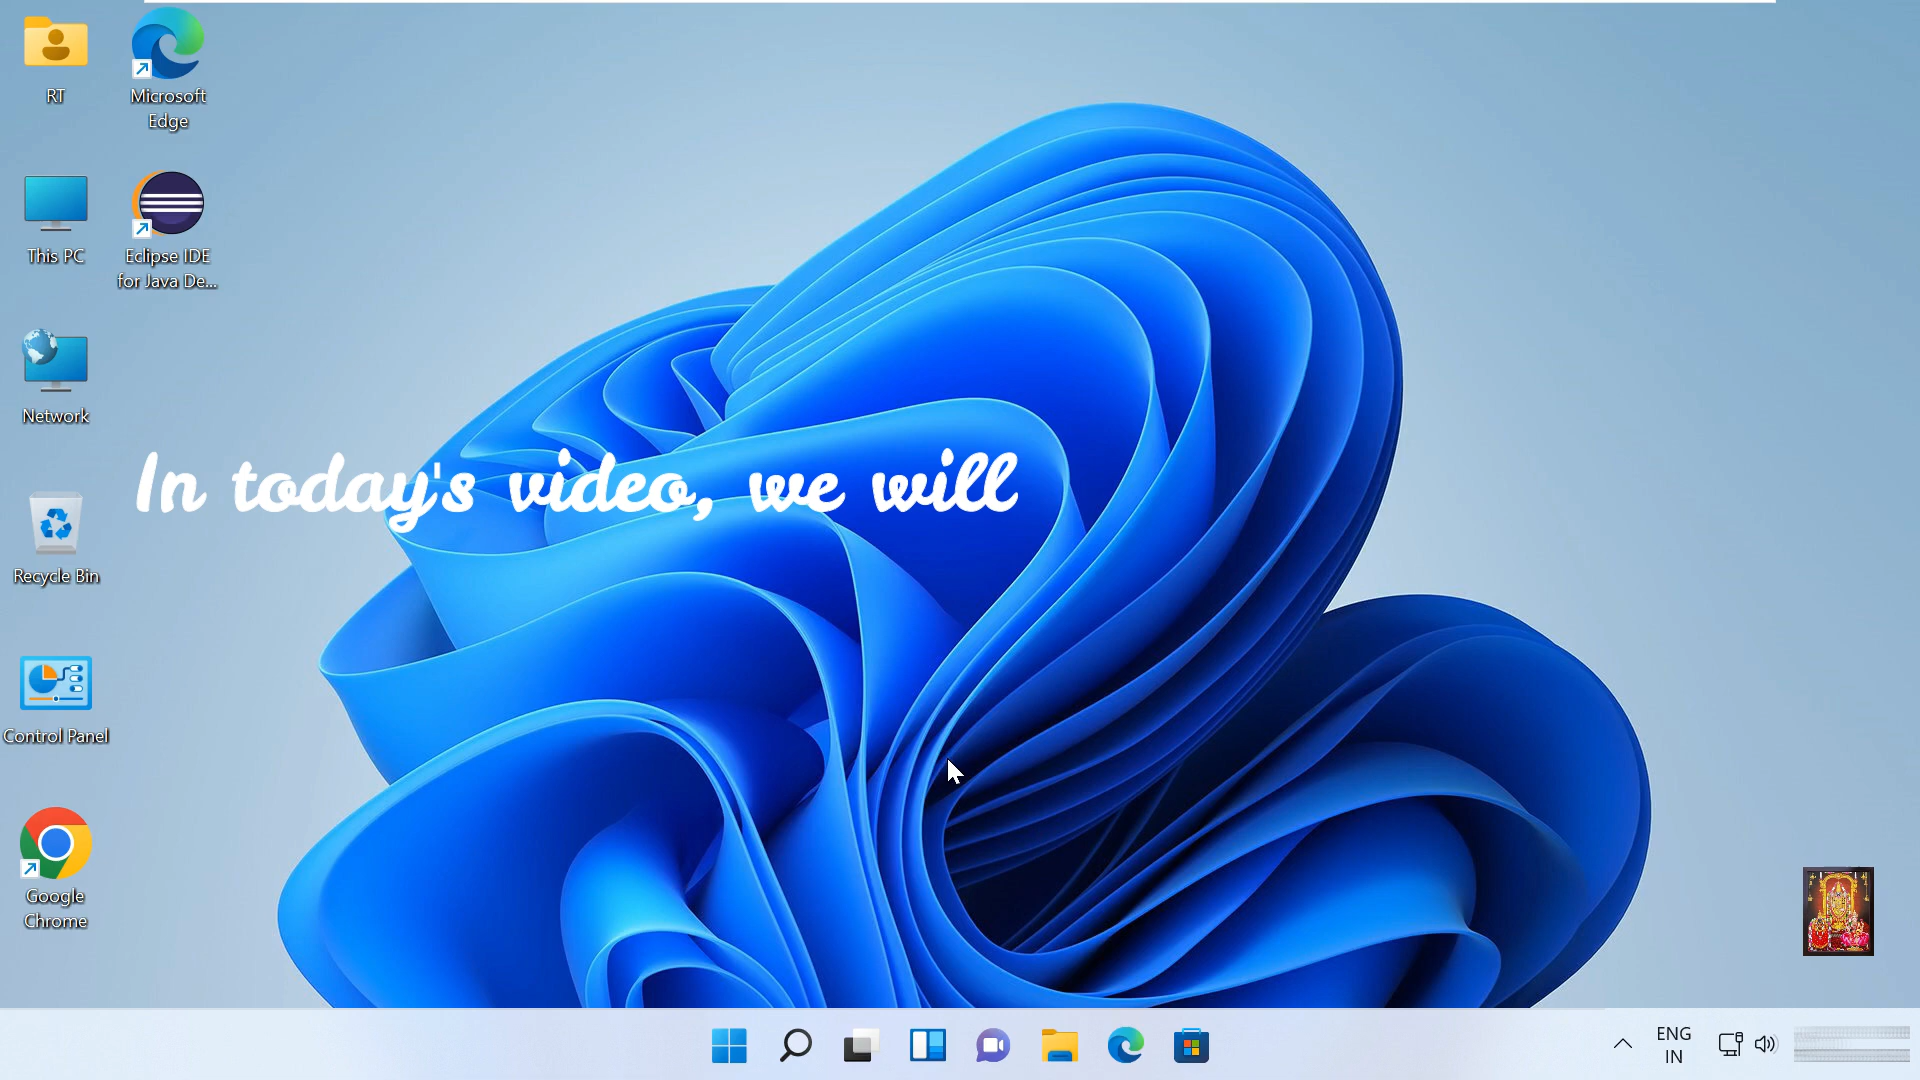 RT
Microsoft
Edge
This PC
Eclipse IDE
for Java De...
Network
In today's video, we will
Recycle Bin
Control Panel
Google
Chrome
ENG
IN